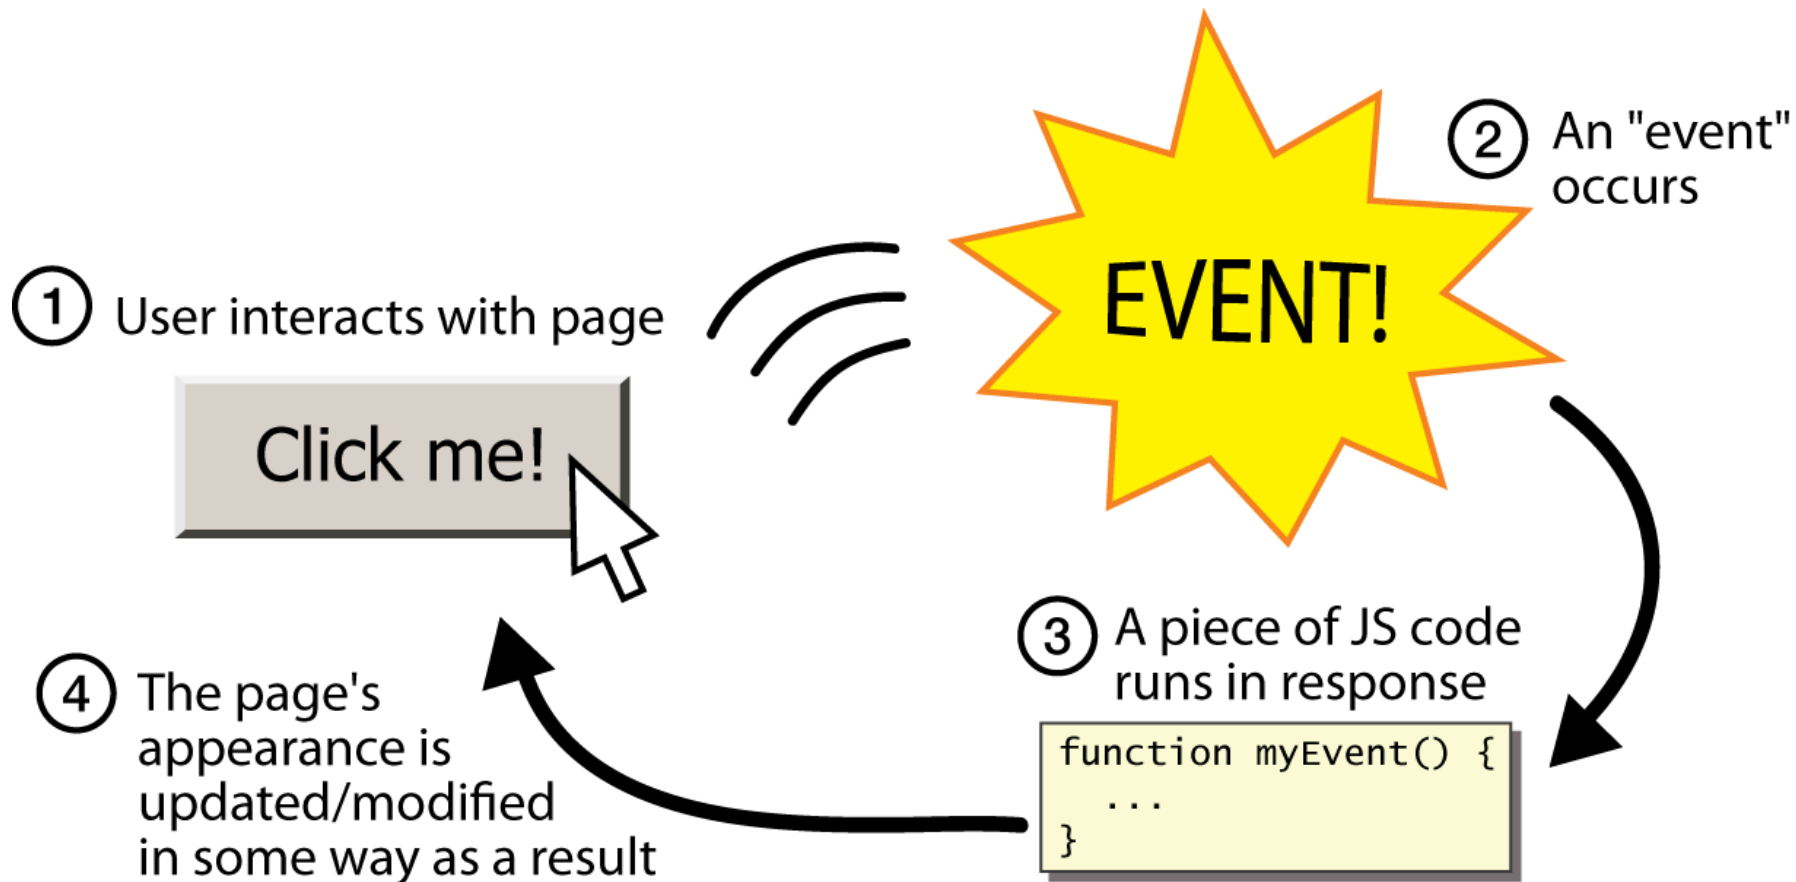 1 User interacts with page
Click me!
EVENT!
2 An "event"
occurs
3 A piece of JS code
runs in response
function myEvent() {
...
}
4 The page's
appearance is
updated/modified
in some way as a result